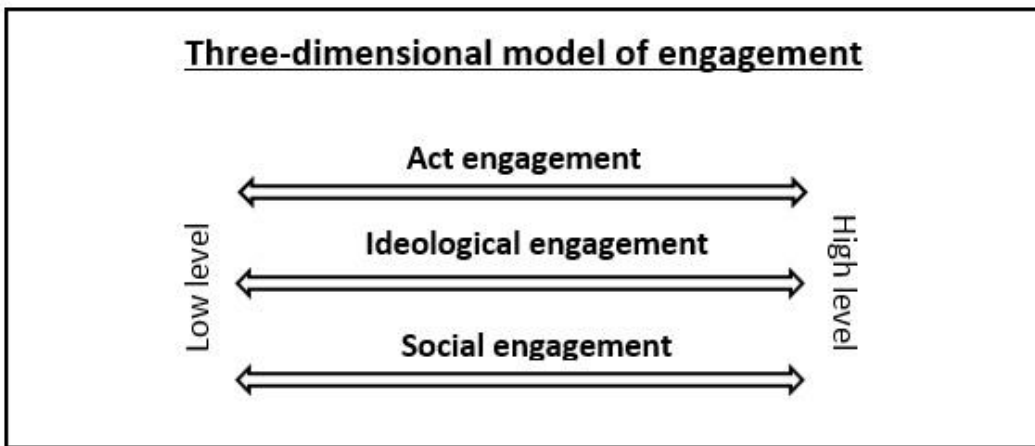 Three-dimensional model of engagement
Act engagement
Low level
Ideological engagement
High level
Social engagement